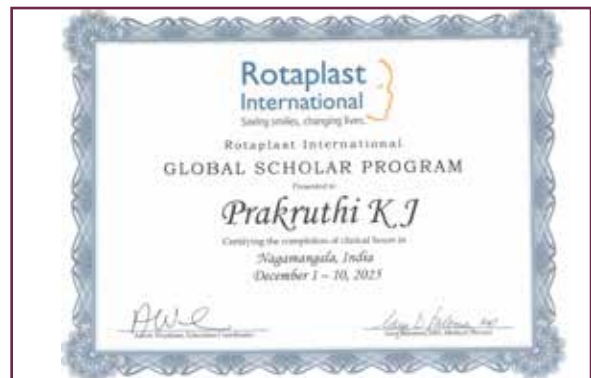 Rotaplast
International
Saving smiles, changing lives.
Rotaplast International
GLOBAL SCHOLAR PROGRAM
Presented to
Prakruthi K J
Certifying the completion of clinical hours in
Nagamangala, India
December 1 – 10, 2025